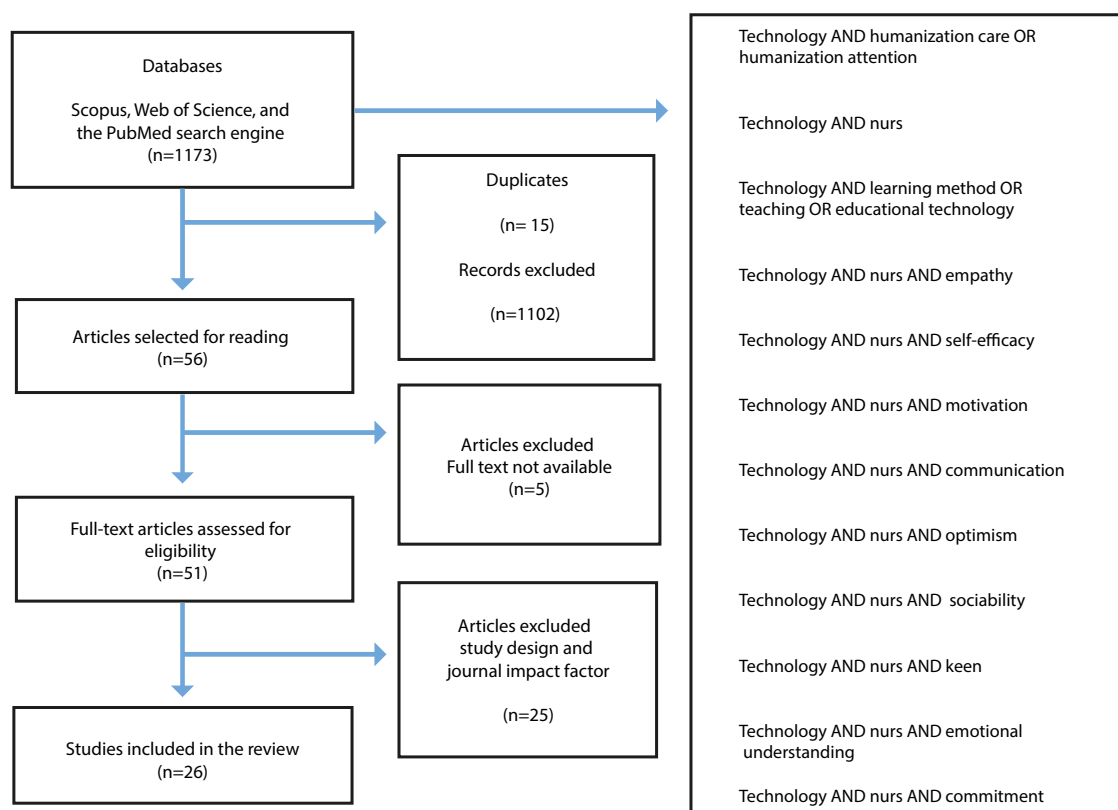 Databases
Scopus, Web of Science, and
the PubMed search engine
(n=1173)
Duplicates
(n= 15)
Records excluded
(n=1102)
Articles selected for reading
(n=56)
Articles excluded
Full text not available
(n=5)
Full-text articles assessed for
eligibility
(n=51)
Articles excluded
study design and
journal impact factor
(n=25)
Studies included in the review
(n=26)
Technology AND humanization care OR
humanization attention
Technology AND nurs
Technology AND learning method OR
teaching OR educational technology
Technology AND nurs AND empathy
Technology AND nurs AND self-efficacy
Technology AND nurs AND motivation
Technology AND nurs AND communication
Technology AND nurs AND optimism
Technology AND nurs AND sociability
Technology AND nurs AND keen
Technology AND nurs AND emotional
understanding
Technology AND nurs AND commitment